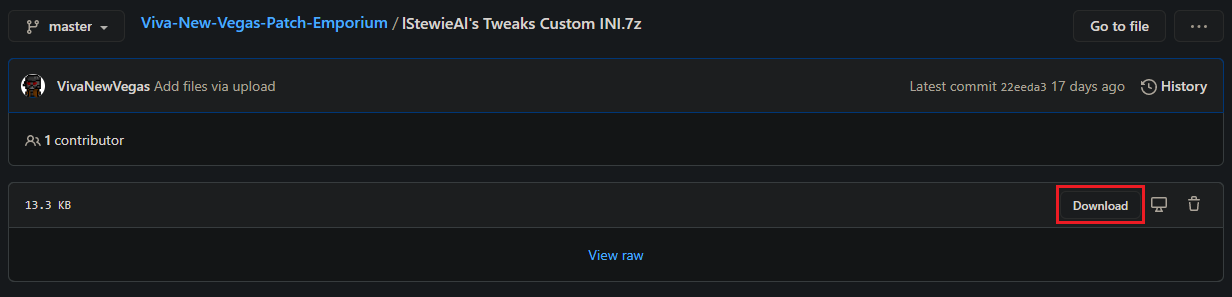 master Viva-New-Vegas-Patch-Emporium / lStewieAl's Tweaks Custom INI.7z Go to file ...
VivaNewVegas Add files via upload Latest commit 22eeda3 17 days ago History
1 contributor
13.3 KB Download
View raw